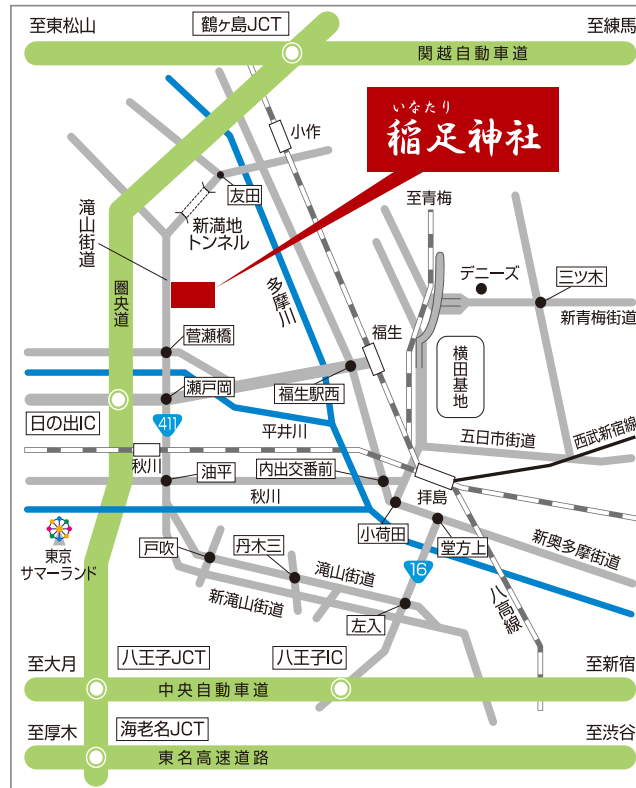 至東松山
鶴ヶ島JCT
至練馬
関越自動車道
いなたり
稲足神社
小作
友田
至青梅
滝山街道
新満地
トンネル
デニーズ
三ツ木
圏央道
多摩川
新青梅街道
菅瀬橋
福生
横田基地
瀬戸岡
福生駅西
日の出IC
411
平井川
五日市街道
西武新宿線
秋川
油平
内出交番前
拝島
秋川
小荷田
堂方上
新奥多摩街道
東京
サマーランド
戸吹
丹木三
滝山街道
16
新滝山街道
左入
八高線
至大月
八王子JCT
八王子IC
至新宿
中央自動車道
至厚木
海老名JCT
至渋谷
東名高速道路